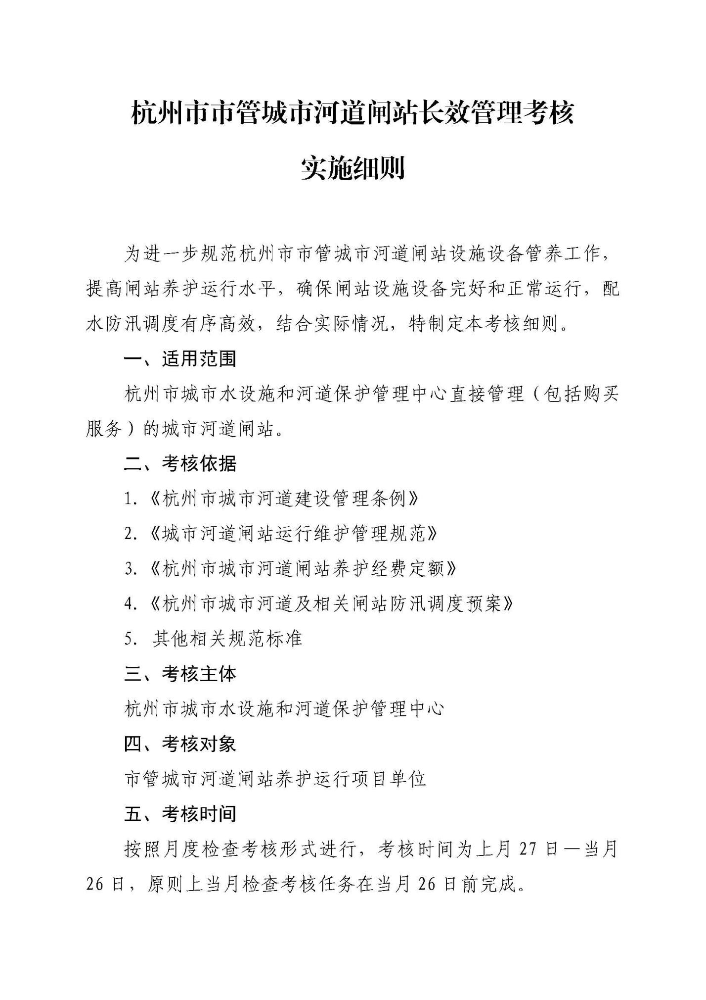 杭州市市管城市河道闸站长效管理考核
实施细则
为进一步规范杭州市市管城市河道闸站设施设备管养工作，
提高闸站养护运行水平，确保闸站设施设备完好和正常运行，配
水防汛调度有序高效，结合实际情况，特制定本考核细则。
一、适用范围
杭州市城市水设施和河道保护管理中心直接管理（包括购买
服务）的城市河道闸站。
二、考核依据
1. 《杭州市城市河道建设管理条例》
2. 《城市河道闸站运行维护管理规范》
3. 《杭州市城市河道闸站养护经费定额》
4. 《杭州市城市河道及相关闸站防汛调度预案》
5. 其他相关规范标准
三、考核主体
杭州市城市水设施和河道保护管理中心
四、考核对象
市管城市河道闸站养护运行项目单位
五、考核时间
按照月度检查考核形式进行，考核时间为上月 27 日—当月
26 日，原则上当月检查考核任务在当月 26 日前完成。